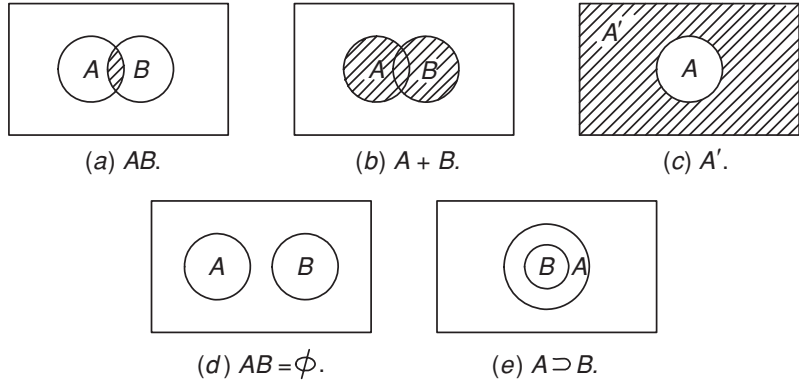 A B A B A′ A
(a) AB. (b) A + B. (c) A′.
A B B A
(d) AB = ϕ. (e) A ⊃ B.